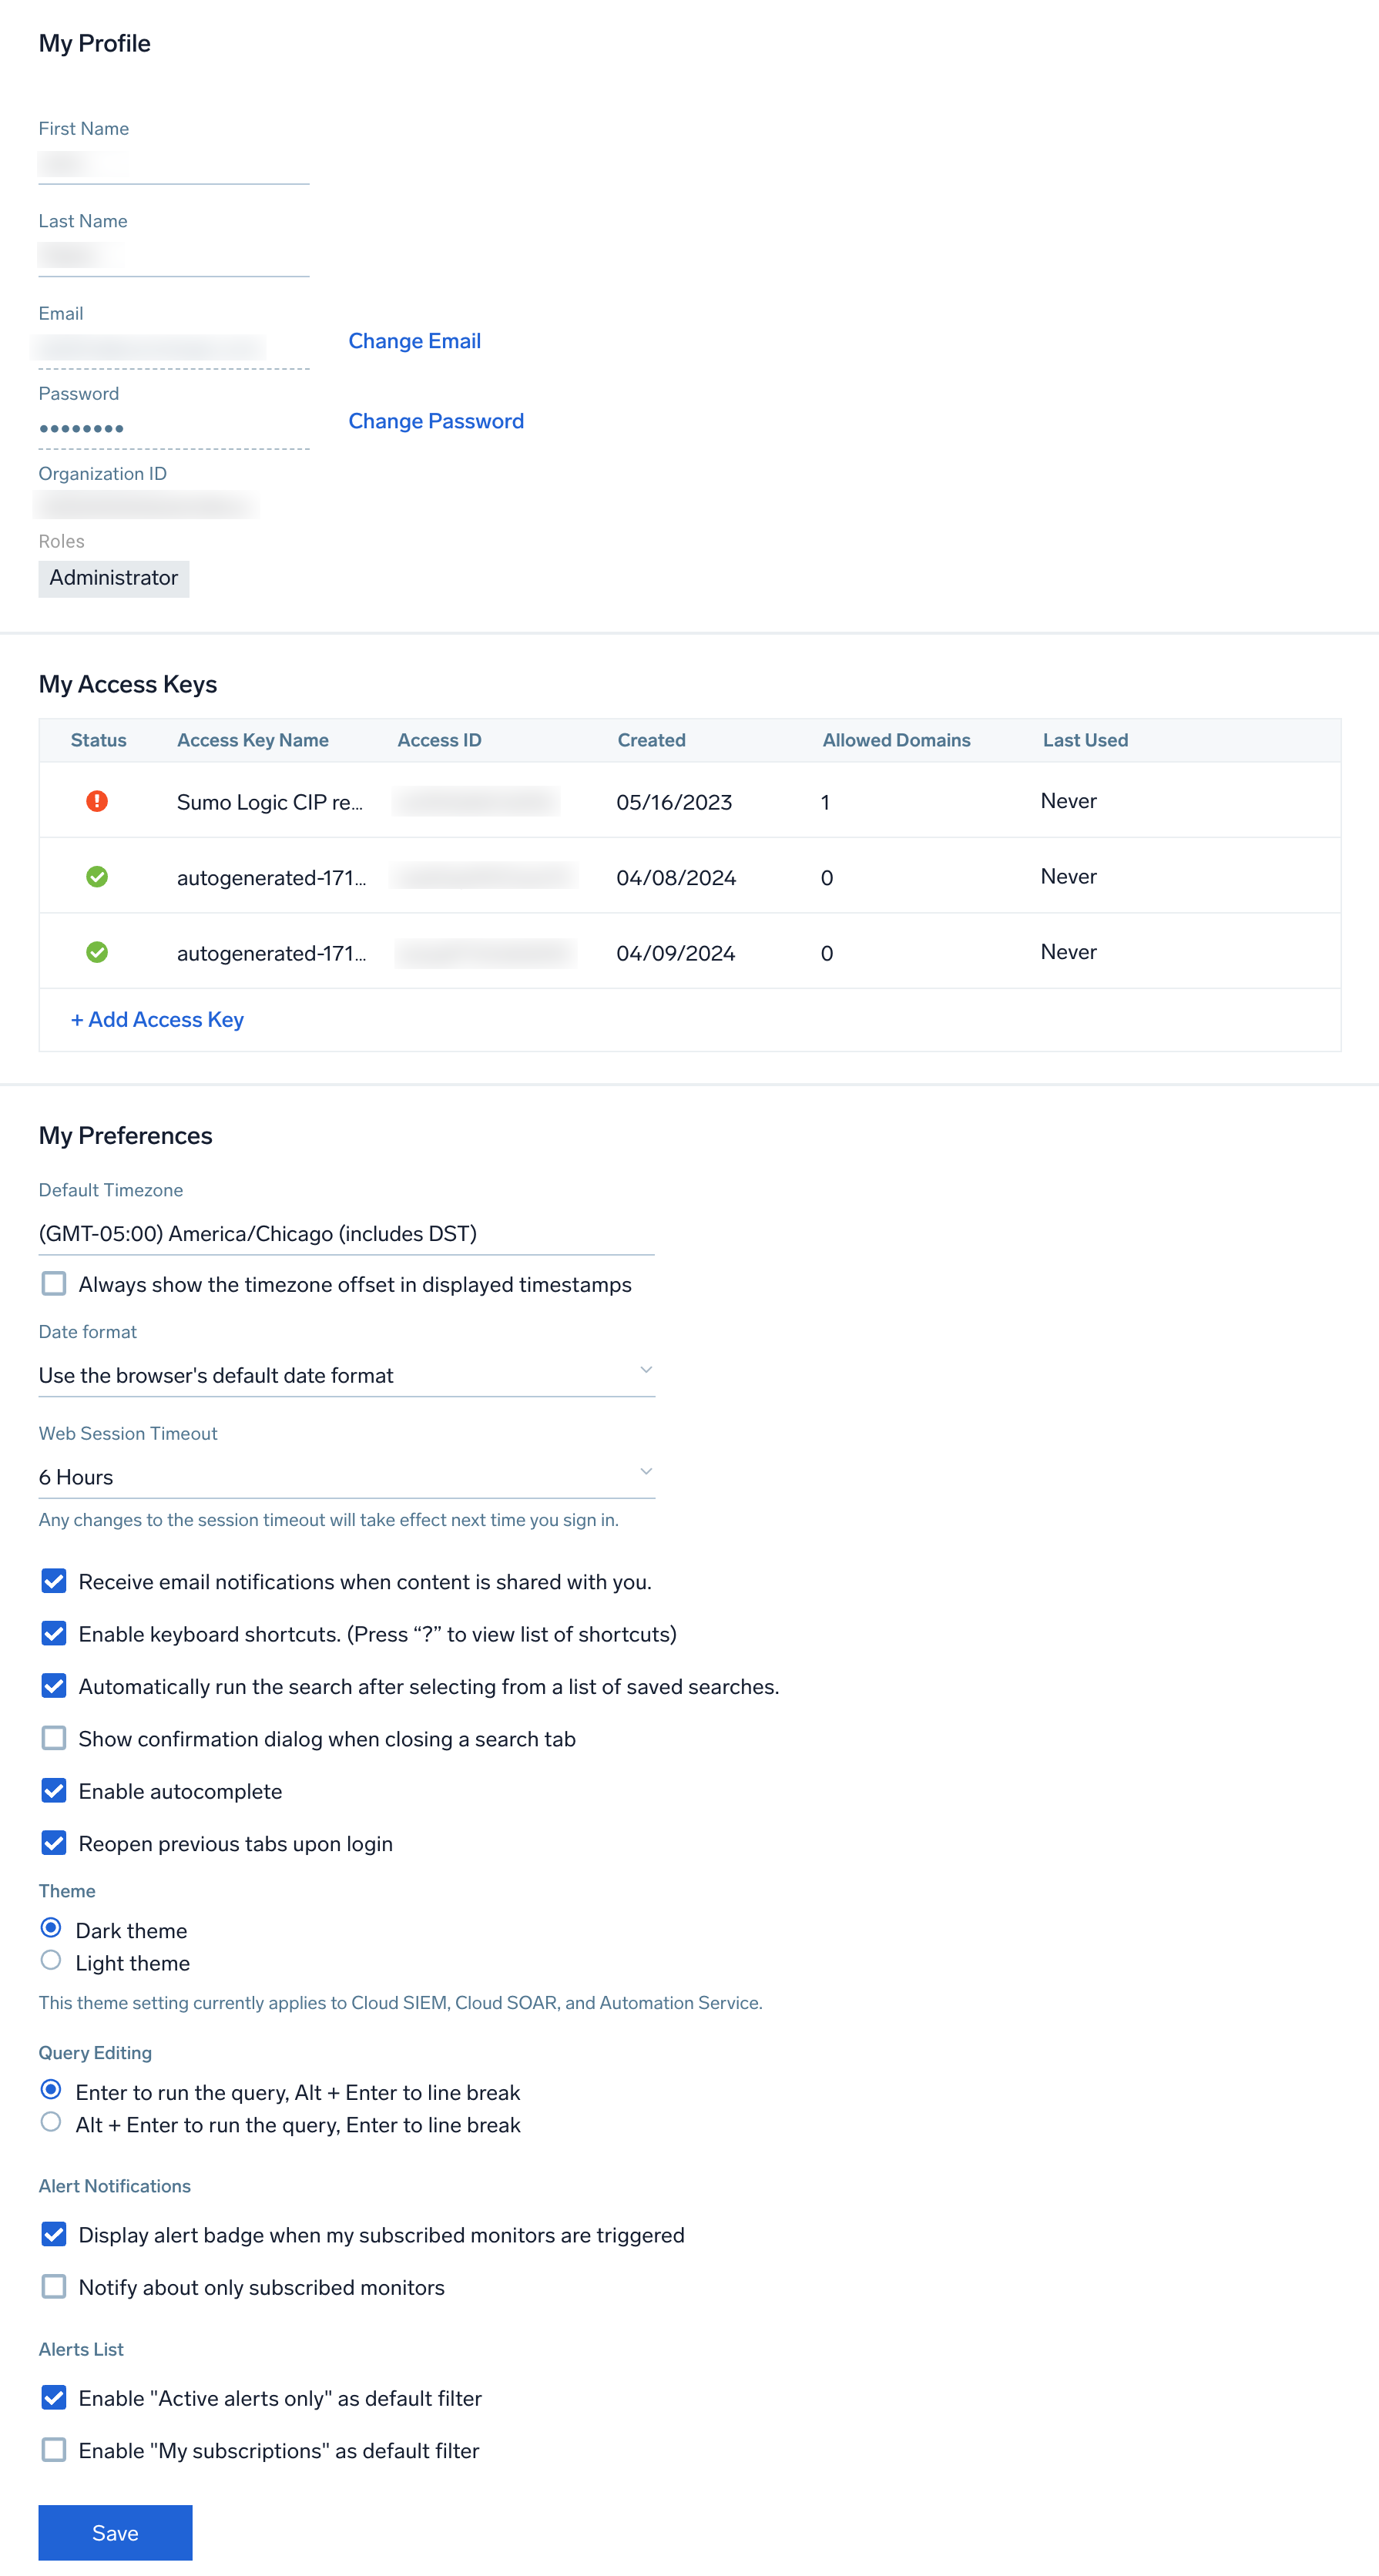 My Profile
First Name
Last Name
Email
Change Email
Password
••••••••
Change Password
Organization ID
Roles
Administrator
My Access Keys
Status Access Key Name Access ID Created Allowed Domains Last Used
Sumo Logic CIP re... 05/16/2023 1 Never
autogenerated-171... 04/08/2024 0 Never
autogenerated-171... 04/09/2024 0 Never
+ Add Access Key
My Preferences
Default Timezone
(GMT-05:00) America/Chicago (includes DST)
Always show the timezone offset in displayed timestamps
Date format
Use the browser's default date format
Web Session Timeout
6 Hours
Any changes to the session timeout will take effect next time you sign in.
Receive email notifications when content is shared with you.
Enable keyboard shortcuts. (Press “?” to view list of shortcuts)
Automatically run the search after selecting from a list of saved searches.
Show confirmation dialog when closing a search tab
Enable autocomplete
Reopen previous tabs upon login
Theme
Dark theme
Light theme
This theme setting currently applies to Cloud SIEM, Cloud SOAR, and Automation Service.
Query Editing
Enter to run the query, Alt + Enter to line break
Alt + Enter to run the query, Enter to line break
Alert Notifications
Display alert badge when my subscribed monitors are triggered
Notify about only subscribed monitors
Alerts List
Enable "Active alerts only" as default filter
Enable "My subscriptions" as default filter
Save